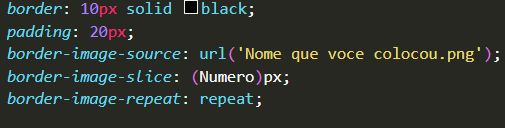 border: 10px solid black;
padding: 20px;
border-image-source: url('Nome que voce colocou.png');
border-image-slice: (Numero)px;
border-image-repeat: repeat;